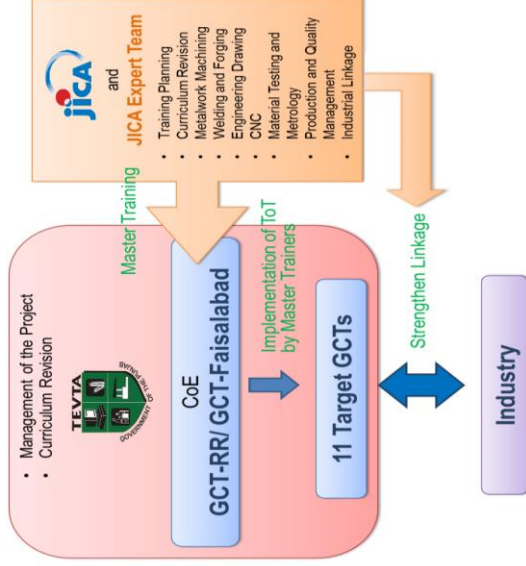 • Management of the Project
• Curriculum Revision
TEVTA
GOVERNMENT OF THE PUNJAB
CoE
GCT-RR/ GCT-Faisalabad
Implementation of ToT
by Master Trainers
11 Target GCTs
Industry
Master Training
Strengthen Linkage
jICA
and
JICA Expert Team
• Training Planning
• Curriculum Revision
• Metalwork Machining
• Welding and Forging
• Engineering Drawing
• CNC
• Material Testing and
Metrology
• Production and Quality
Management
• Industrial Linkage